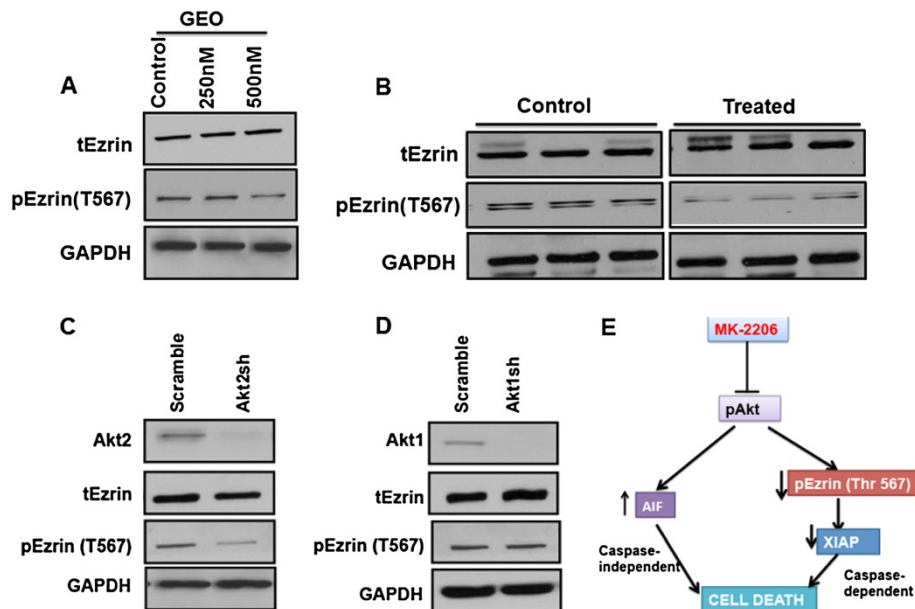 GEO
Control
250nM
500nM
A
tEzrin
pEzrin(T567)
GAPDH
B
Control
Treated
tEzrin
pEzrin(T567)
GAPDH
C
Scramble
Akt2sh
Akt2
tEzrin
pEzrin (T567)
GAPDH
D
Scramble
Akt1sh
Akt1
tEzrin
pEzrin (T567)
GAPDH
E
MK-2206
pAkt
↑ AIF
↓ pEzrin (Thr 567)
↓ XIAP
Caspase-
independent
Caspase-
dependent
CELL DEATH